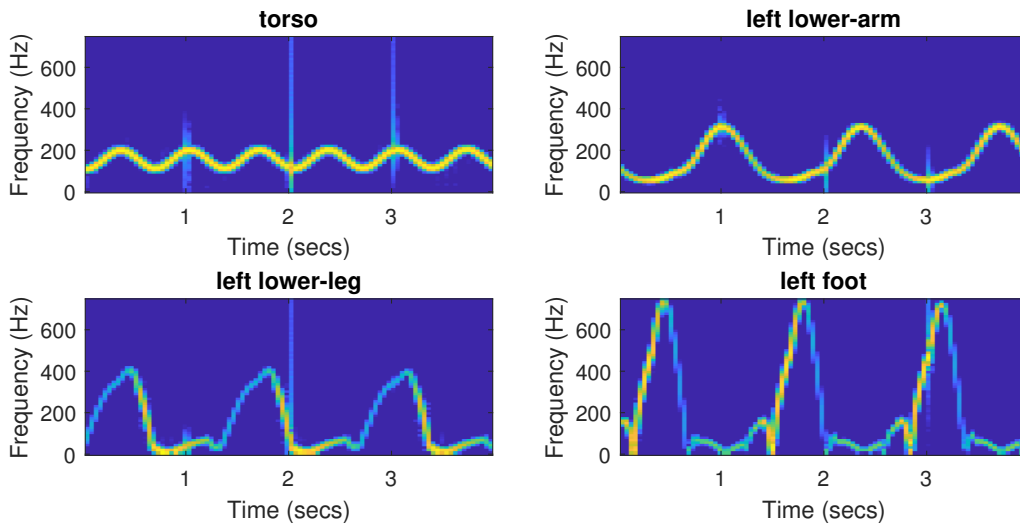 torso
Frequency (Hz)
600
400
200
0
1
2
3
Time (secs)
left lower-arm
Frequency (Hz)
600
400
200
0
1
2
3
Time (secs)
left lower-leg
Frequency (Hz)
600
400
200
0
1
2
3
Time (secs)
left foot
Frequency (Hz)
600
400
200
0
1
2
3
Time (secs)